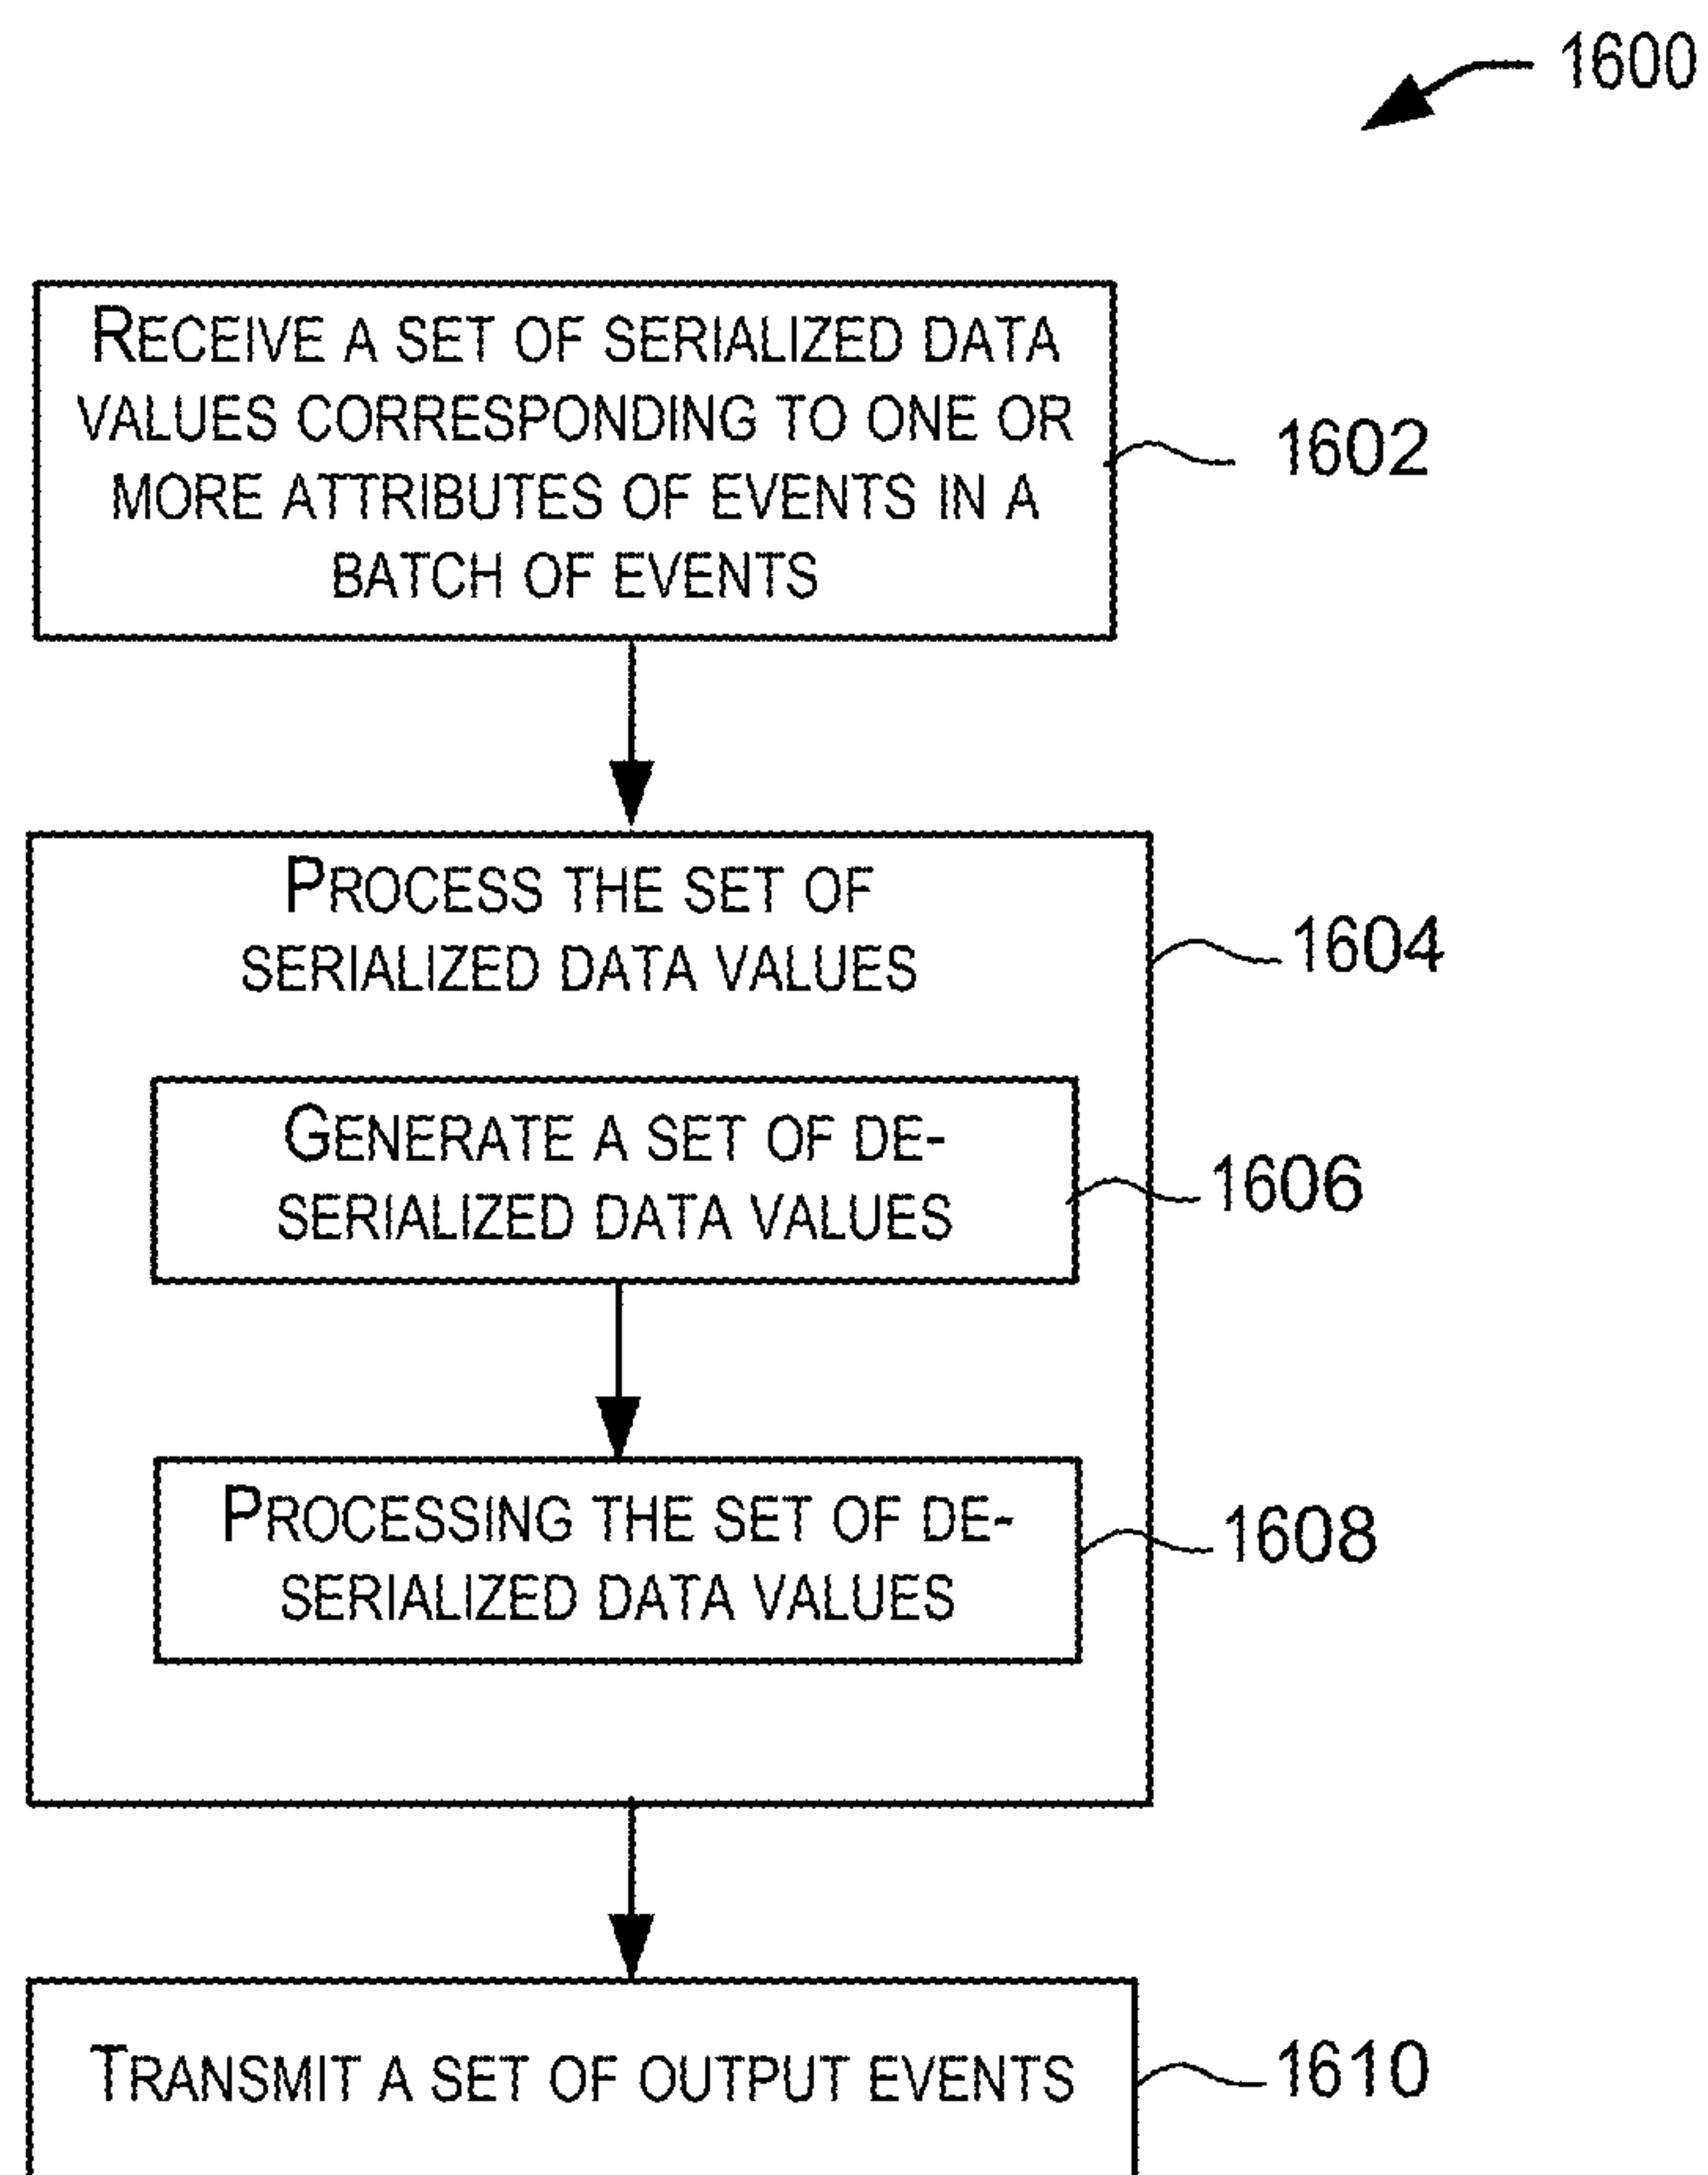 1600
RECEIVE A SET OF SERIALIZED DATA
VALUES CORRESPONDING TO ONE OR
MORE ATTRIBUTES OF EVENTS IN A
BATCH OF EVENTS
1602
PROCESS THE SET OF
SERIALIZED DATA VALUES
1604
GENERATE A SET OF DE-
SERIALIZED DATA VALUES
1606
PROCESSING THE SET OF DE-
SERIALIZED DATA VALUES
1608
TRANSMIT A SET OF OUTPUT EVENTS
1610